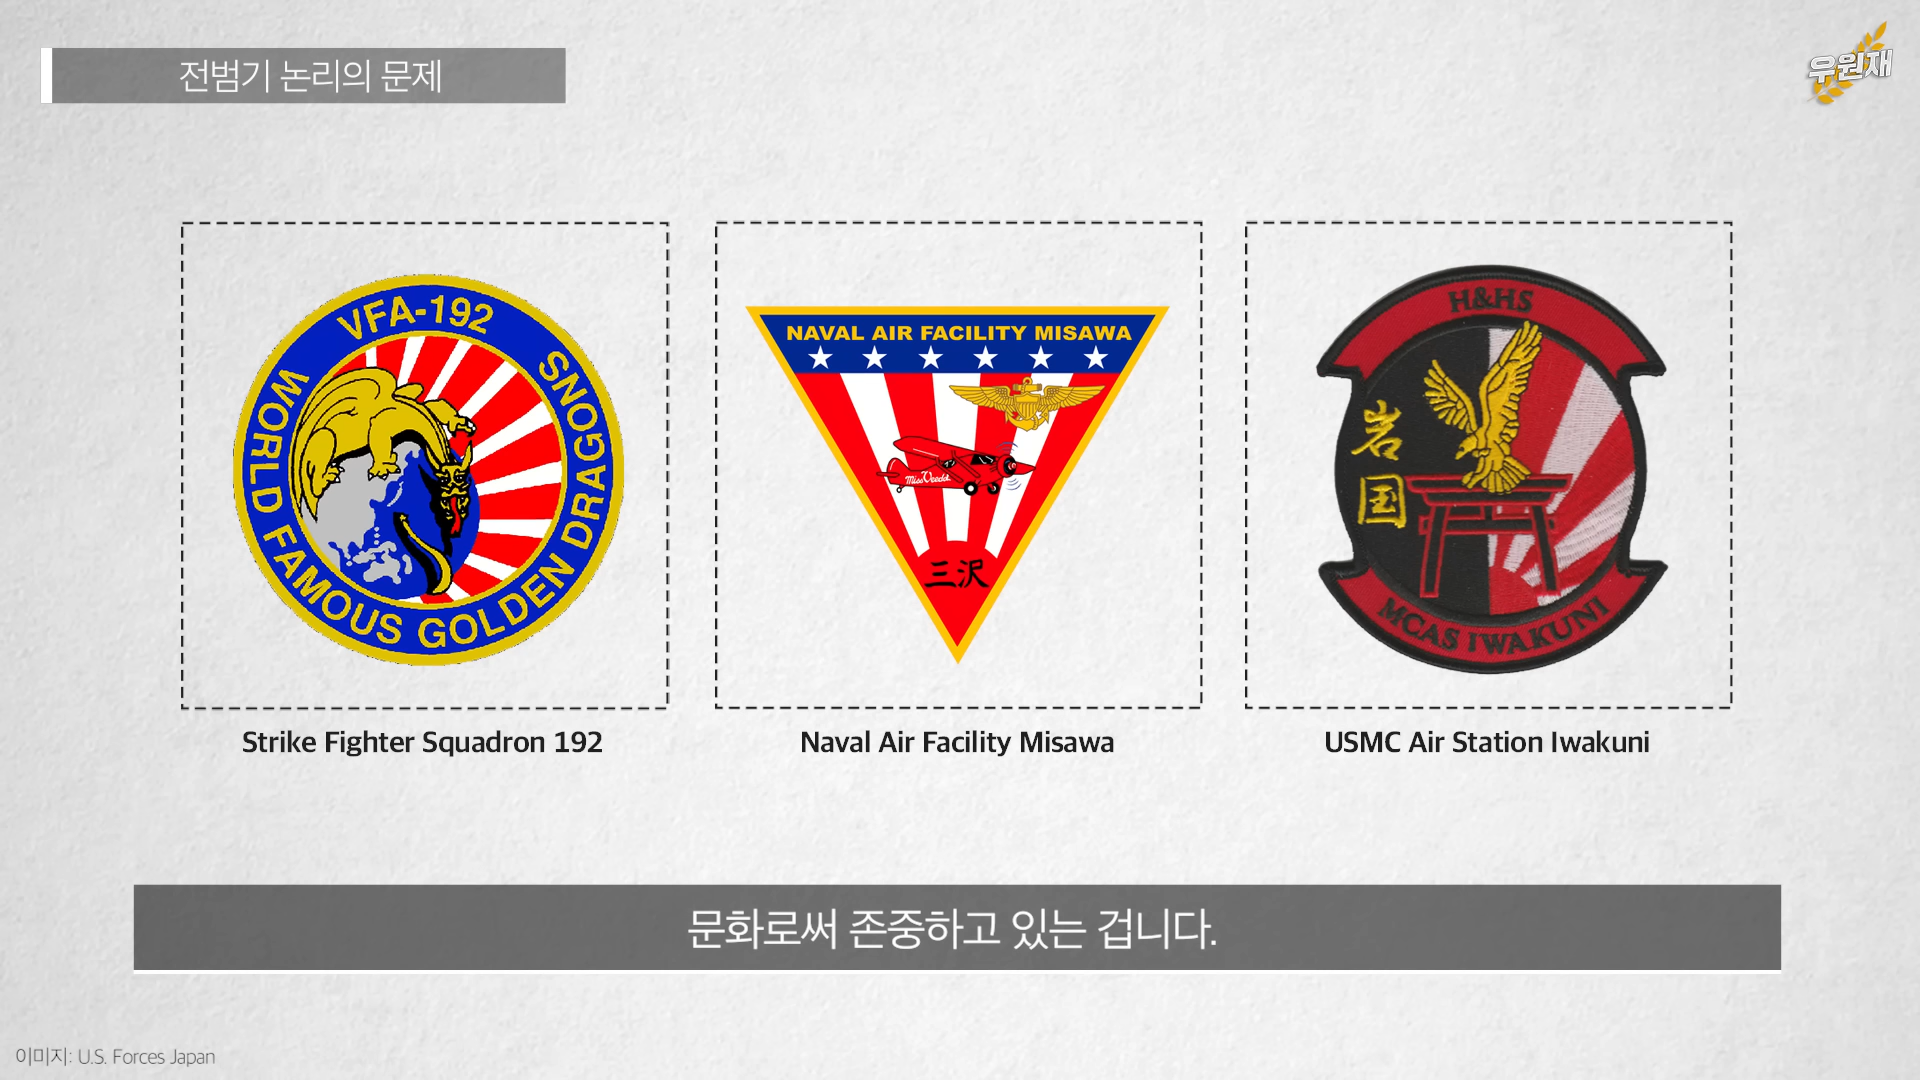 전범기 논리의 문제
우원재
VFA-192
WORLD FAMOUS GOLDEN DRAGONS
NAVAL AIR FACILITY MISAWA
Miss Veedol
三沢
H&HS
岩国
MCAS IWAKUNI
Strike Fighter Squadron 192
Naval Air Facility Misawa
USMC Air Station Iwakuni
문화로써 존중하고 있는 겁니다.
이미지: U.S. Forces Japan